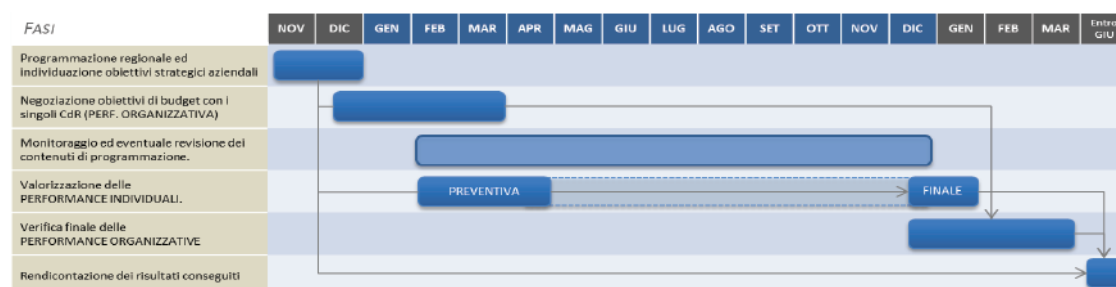 FASI NOV DIC GEN FEB MAR APR MAG GIU LUG AGO SET OTT NOV DIC GEN FEB MAR Entro
GIU
Programmazione regionale ed
individuazione obiettivi strategici aziendali
Negoziazione obiettivi di budget con i
singoli CdR (PERF. ORGANIZZATIVA)
Monitoraggio ed eventuale revisione dei
contenuti di programmazione.
Valorizzazione delle
PERFORMANCE INDIVIDUALI.
PREVENTIVA FINALE
Verifica finale delle
PERFORMANCE ORGANIZZATIVE
Rendicontazione dei risultati conseguiti